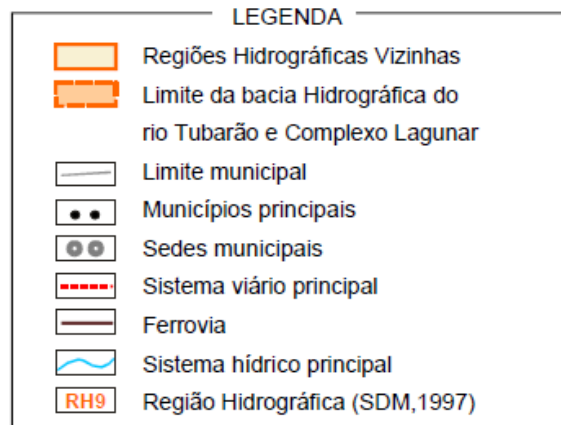 LEGENDA
Regiões Hidrográficas Vizinhas
Limite da bacia Hidrográfica do
rio Tubarão e Complexo Lagunar
Limite municipal
Municípios principais
Sedes municipais
Sistema viário principal
Ferrovia
Sistema hídrico principal
RH9 Região Hidrográfica (SDM,1997)